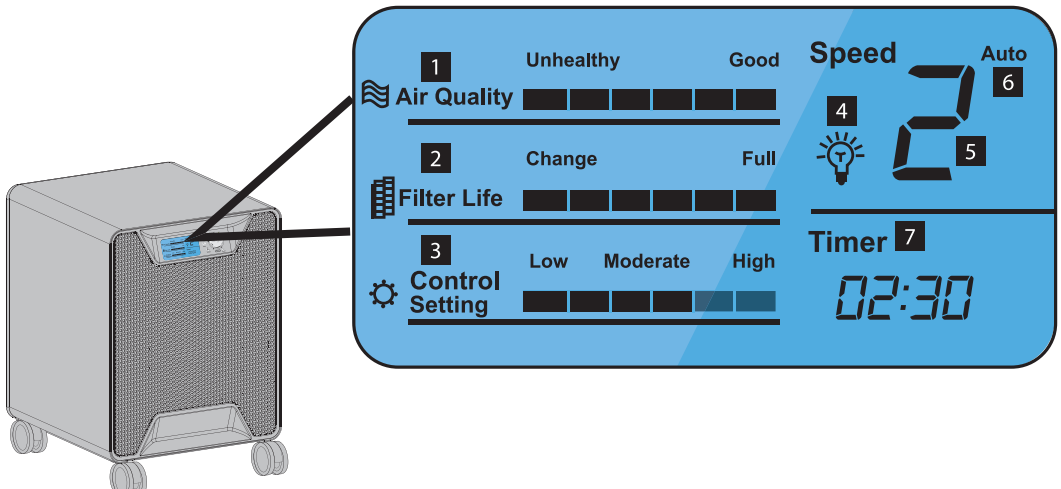 1
Unhealthy Good
Air Quality
2
Change Full
Filter Life
3
Low Moderate High
Control
Setting
Speed
Auto
6
4
2
5
Timer 7
02:30